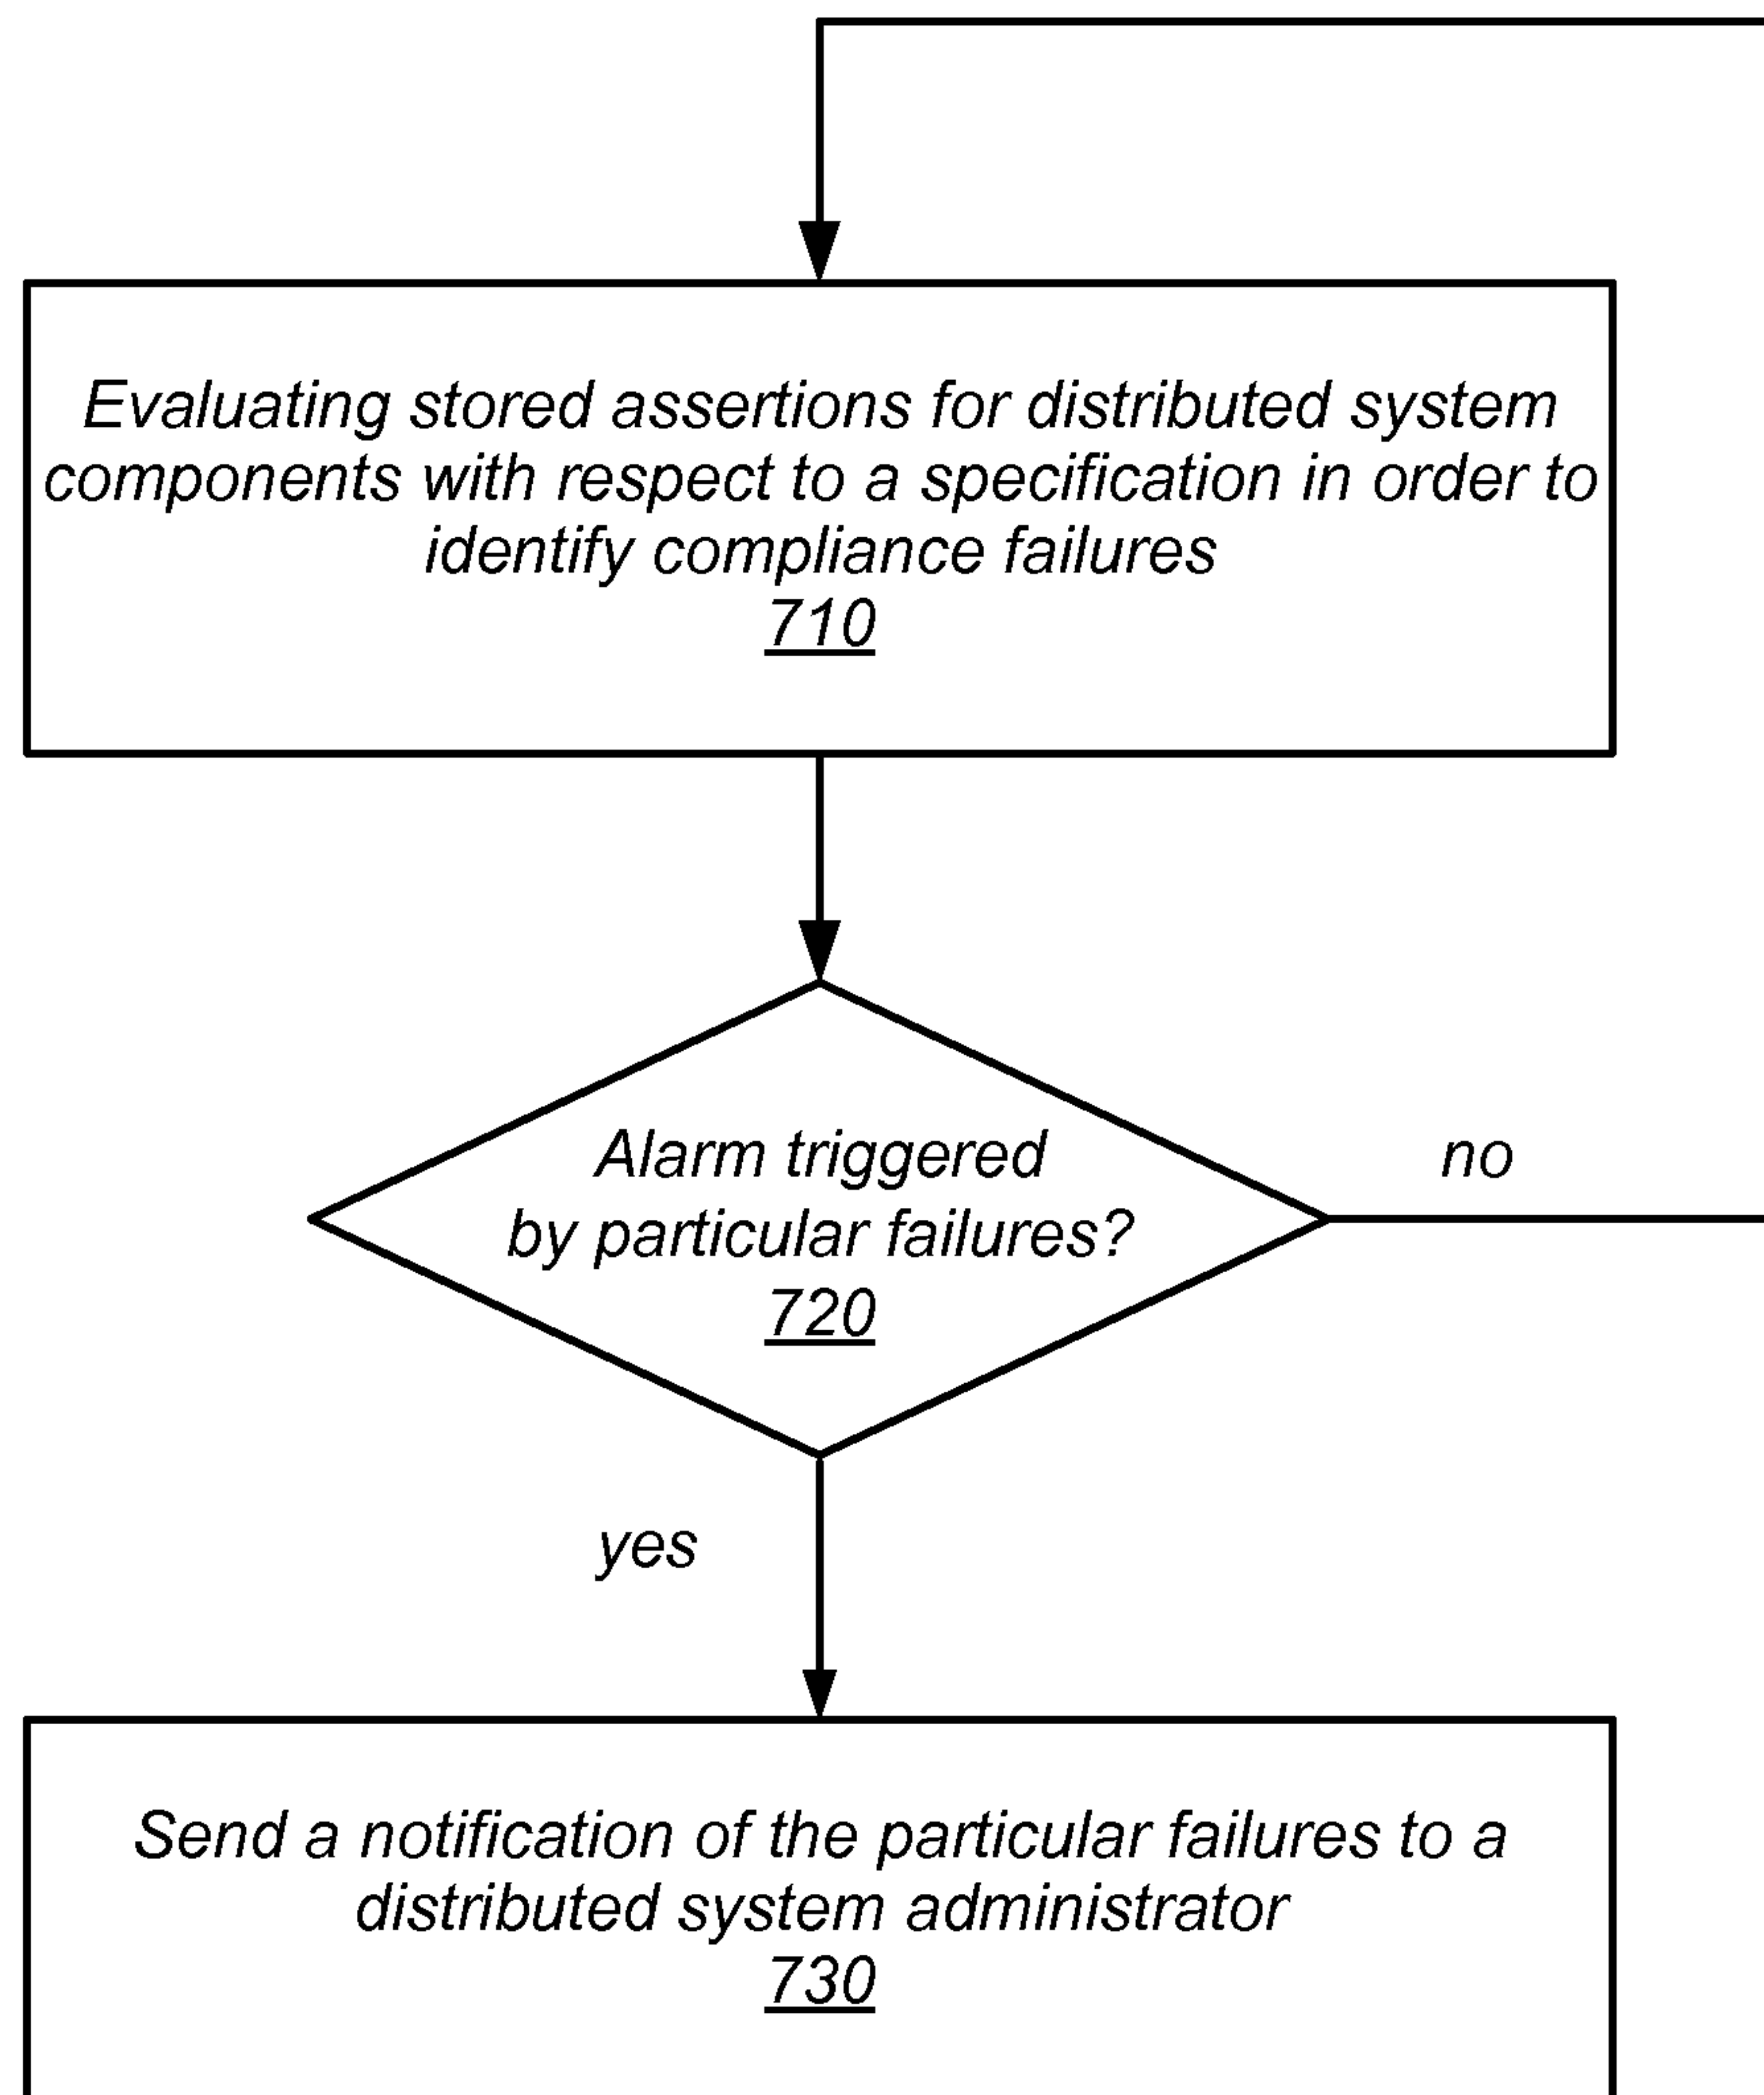 Evaluating stored assertions for distributed system
components with respect to a specification in order to
identify compliance failures
710
Alarm triggered
by particular failures?
720
no
yes
Send a notification of the particular failures to a
distributed system administrator
730